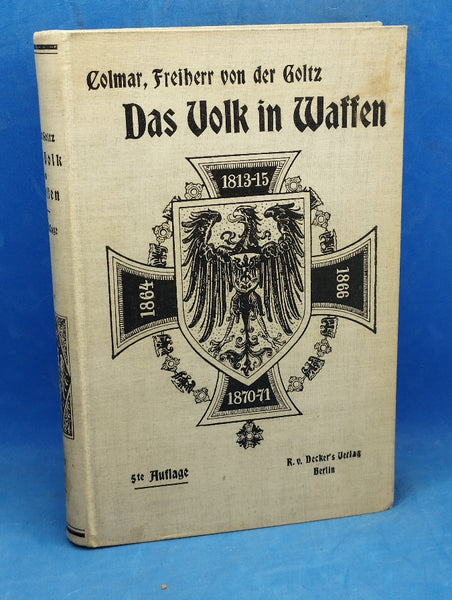 Colmar, Freiherr von der Goltz
Das Volk in Waffen
1813-15
1864
1866
1870-71
5te Auflage
R. v. Decker's Verlag
Berlin